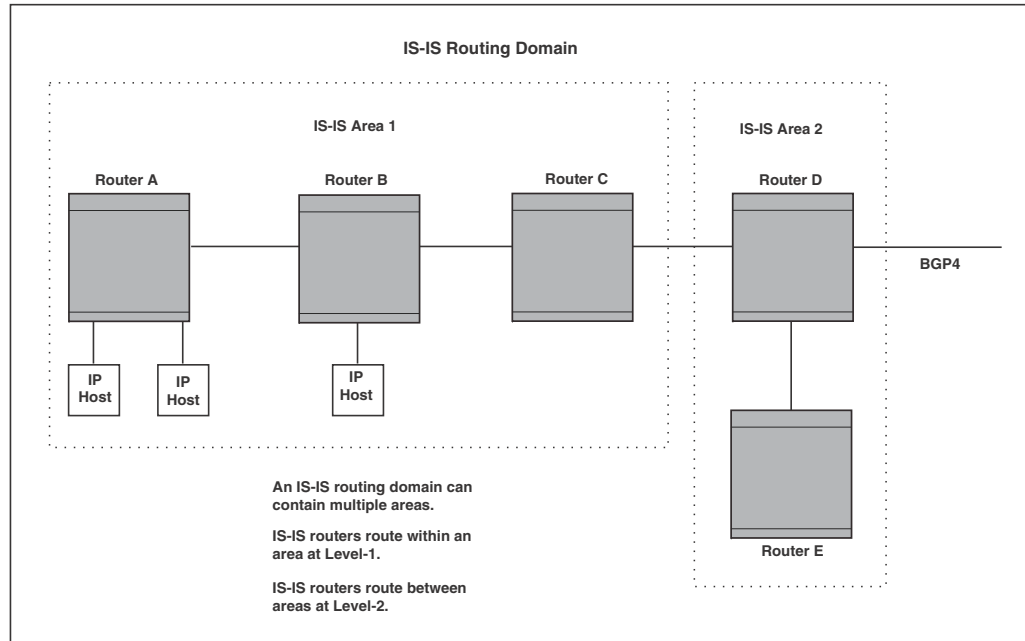 IS-IS Routing Domain
IS-IS Area 1
IS-IS Area 2
Router A
Router B
Router C
Router D
BGP4
IP
Host
IP
Host
IP
Host
Router E
An IS-IS routing domain can
contain multiple areas.
IS-IS routers route within an
area at Level-1.
IS-IS routers route between
areas at Level-2.